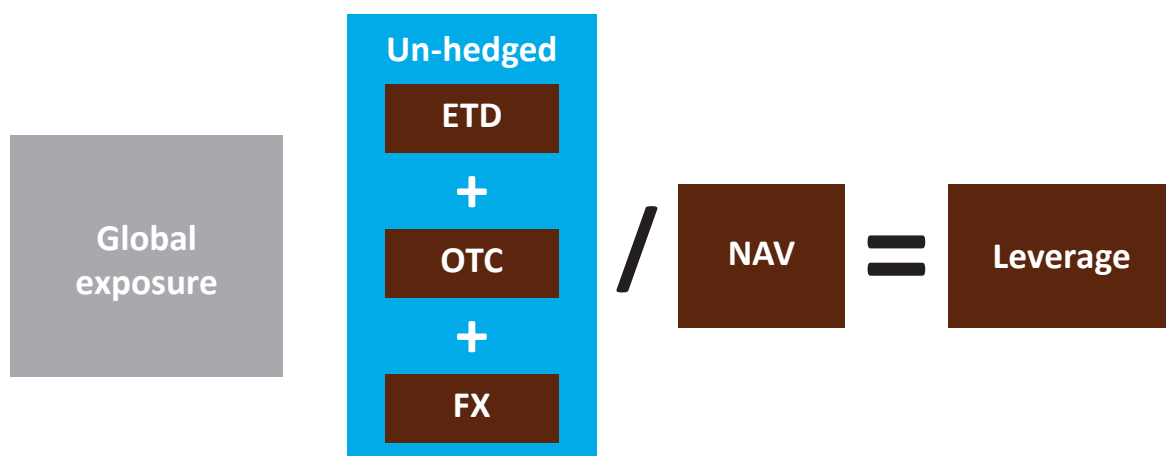 Global
exposure
Un-hedged
ETD
+
OTC
+
FX
/
NAV
=
Leverage